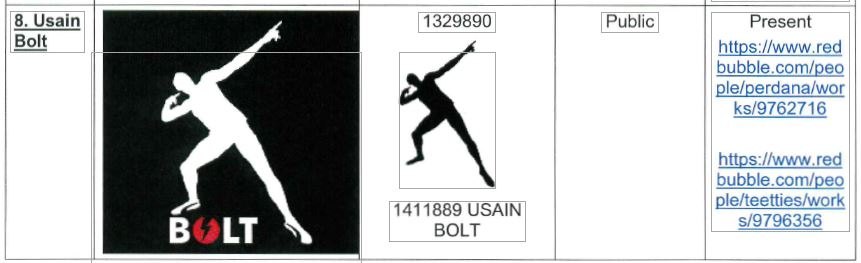 8. Usain
Bolt
BOLT
1329890
1411889 USAIN
BOLT
Public
Present
https://www.red
bubble.com/peo
ple/perdana/wor
ks/9762716
https://www.red
bubble.com/peo
ple/teetties/work
s/9796356